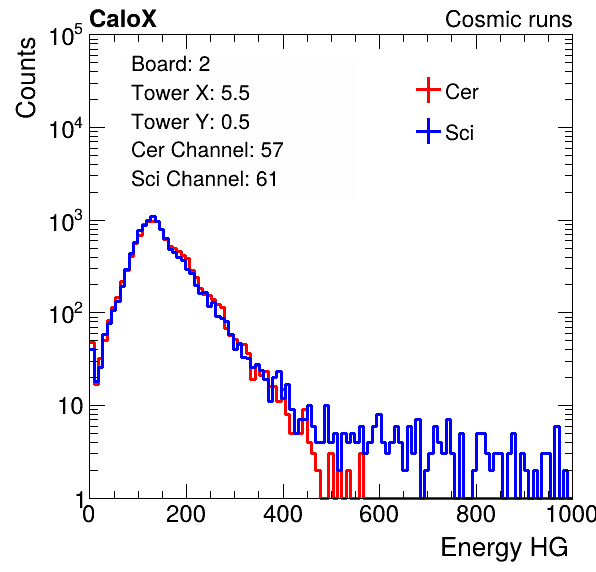 CaloX Cosmic runs
Counts
10^5
10^4
10^3
10^2
10
1
Board: 2
Tower X: 5.5
Tower Y: 0.5
Cer Channel: 57
Sci Channel: 61
Cer
Sci
0 200 400 600 800 1000
Energy HG